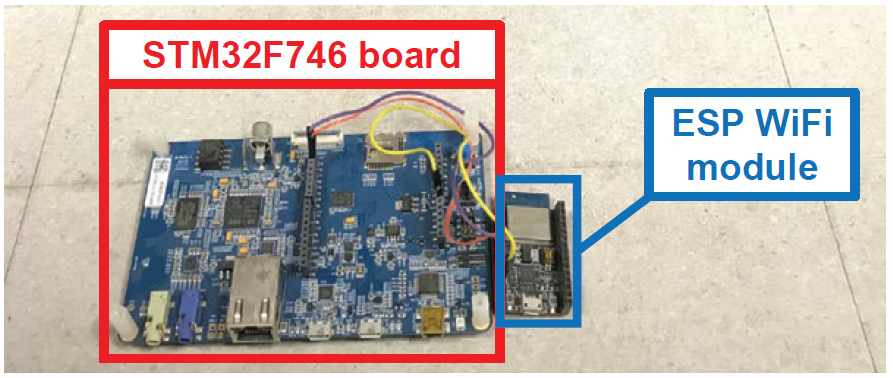 STM32F746 board
ESP WiFi
module